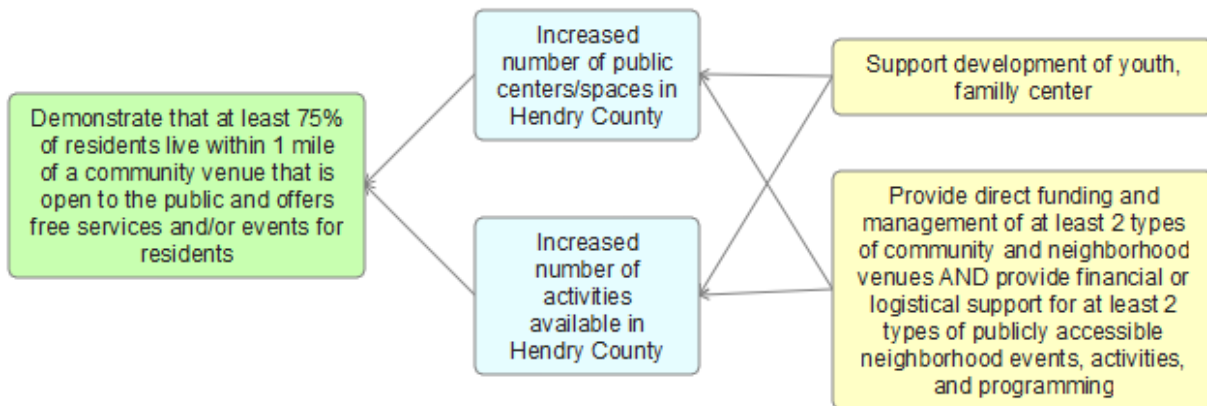 Demonstrate that at least 75%
of residents live within 1 mile
of a community venue that is
open to the public and offers
free services and/or events for
residents
Increased
number of public
centers/spaces in
Hendry County
Increased
number of
activities
available in
Hendry County
Support development of youth,
familly center
Provide direct funding and
management of at least 2 types
of community and neighborhood
venues AND provide financial or
logistical support for at least 2
types of publicly accessible
neighborhood events, activities,
and programming